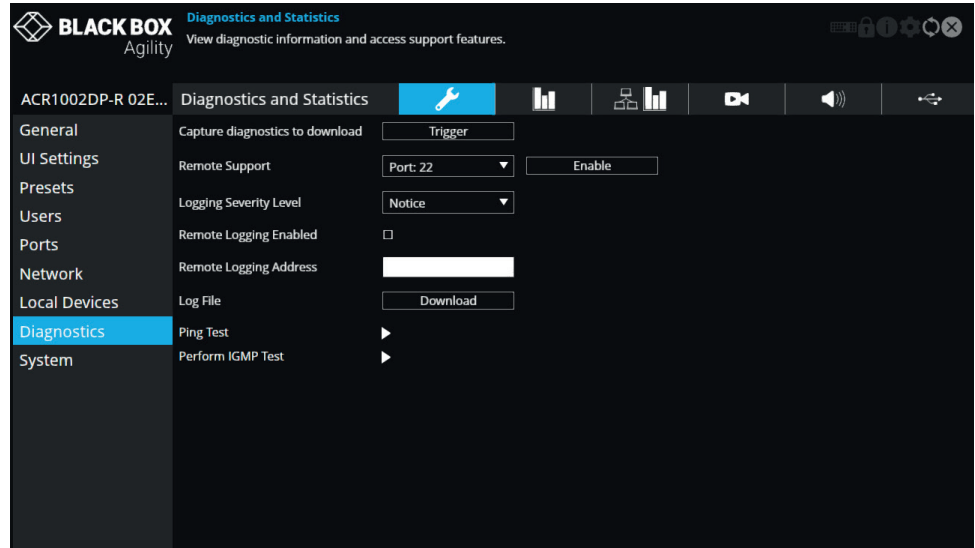 BLACK BOX
Agility
Diagnostics and Statistics
View diagnostic information and access support features.
ACR1002DP-R 02E...
Diagnostics and Statistics
General
UI Settings
Presets
Users
Ports
Network
Local Devices
Diagnostics
System
Capture diagnostics to download
Trigger
Remote Support
Port: 22
Enable
Logging Severity Level
Notice
Remote Logging Enabled
Remote Logging Address
Log File
Download
Ping Test
Perform IGMP Test